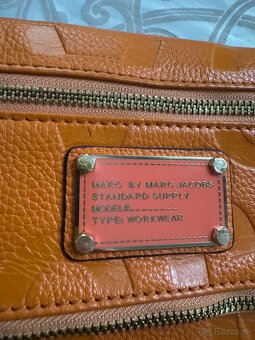 MARC BY MARC JACOBS
STANDARD SUPPLY
MODEL#:
TYPE: WORKWEAR
Bazos.sk